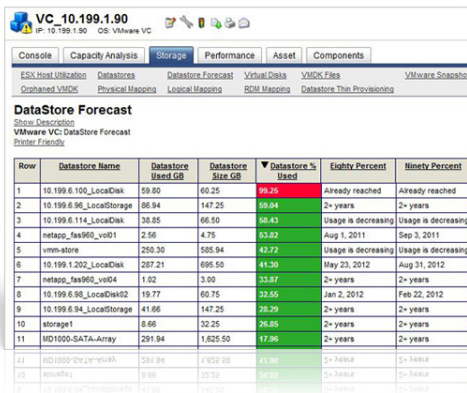 VC_10.199.1.90
IP: 10.199.1.90 OS: VMware VC
Console Capacity Analysis Storage Performance Asset Components
ESX Host Utilization Datastores Datastore Forecast Virtual Disks VMDK Files VMware Snapsho
Orphaned VMDK Physical Mapping Logical Mapping RDM Mapping Datastore Thin Provisioning
DataStore Forecast
Show Description
VMware VC: DataStore Forecast
Printer Friendly
Row Datastore Name Datastore Used GB Datastore Size GB Datastore % Used Eighty Percent Ninety Percent
1 10.199.6.100_LocalDisk 59.80 60.25 99.25 Already reached Already reached
2 10.199.6.96_LocalStorage 86.94 147.25 59.04 2+ years 2+ years
3 10.199.6.114_LocalDisk 38.85 66.50 58.43 Usage is decreasing Usage is decreasing
4 netapp_fas960_vol01 2.56 4.75 53.82 Aug 1, 2011 Sep 3, 2011
5 vmm-store 250.30 585.94 42.72 Usage is decreasing Usage is decreasing
6 10.199.1.202_LocalDisk 287.21 695.50 41.30 May 23, 2012 Aug 31, 2012
7 netapp_fas960_vol04 1.02 3.00 33.87 2+ years 2+ years
8 10.199.6.98_LocalDisk02 19.77 60.75 32.55 Jan 2, 2012 Feb 22, 2012
9 10.199.6.94_LocalStorage 41.66 147.25 28.29 2+ years 2+ years
10 storage1 8.66 32.25 26.85 2+ years 2+ years
11 MD1000-SATA-Array 291.94 1,625.50 17.96 2+ years 2+ years